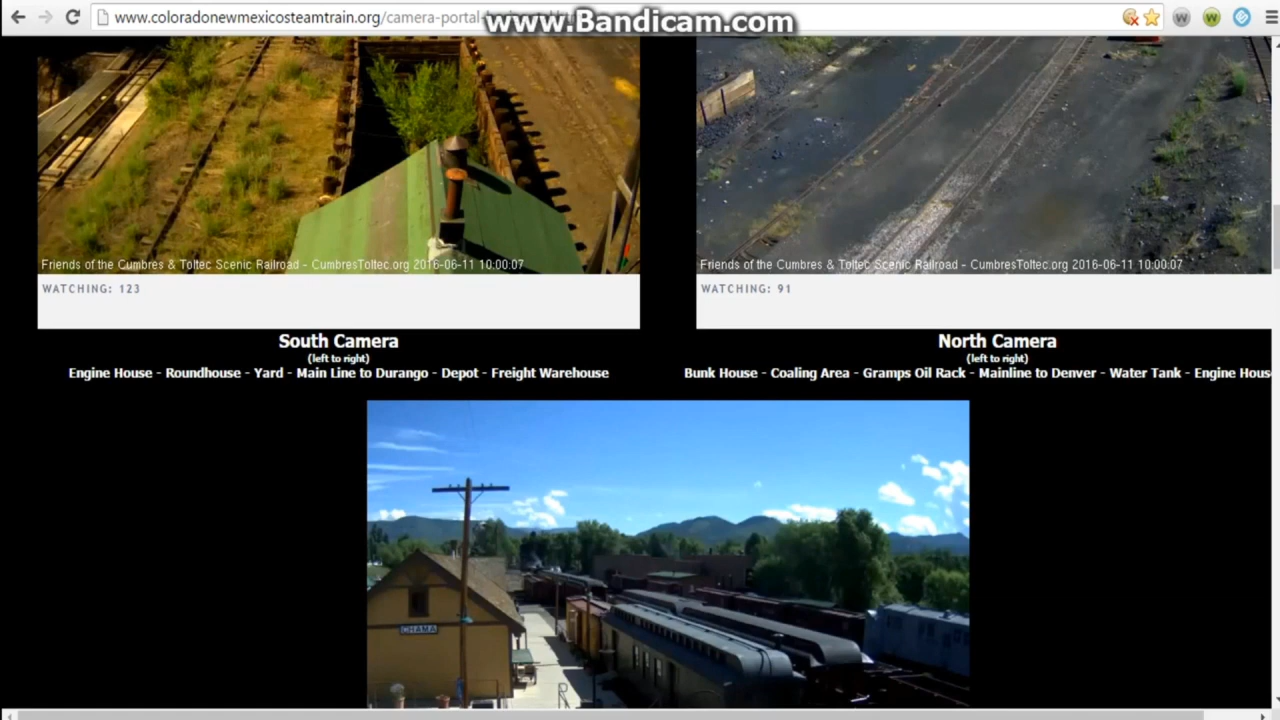 www.coloradonewmexicosteamtrain.org/camera-portal
www.Bandicam.com
Friends of the Cumbres & Toltec Scenic Railroad - CumbresToltec.org 2016-06-11 10:00:07
Friends of the Cumbres & Toltec Scenic Railroad - CumbresToltec.org 2016-06-11 10:00:07
WATCHING: 123
WATCHING: 91
South Camera
(left to right)
Engine House - Roundhouse - Yard - Main Line to Durango - Depot - Freight Warehouse
North Camera
(left to right)
Bunk House - Coaling Area - Gramps Oil Rack - Mainline to Denver - Water Tank - Engine House
CHAMA